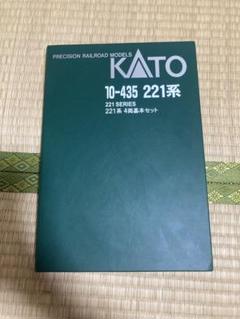 PRECISION RAILROAD MODELS
KATO
10-435 221系
221 SERIES
221系 4両基本セット